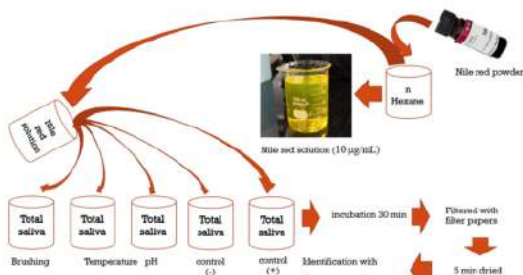 Nile red powder
n
Hexane
Nile red solution (10 µg/mL)
Nile
red
solution
Total
saliva
Total
saliva
Total
saliva
Total
saliva
Total
saliva
Brushing
Temperature
pH
control
(-)
control
(+)
incubation 30 min
Filtered with
filter papers
5 min dried
Identification with